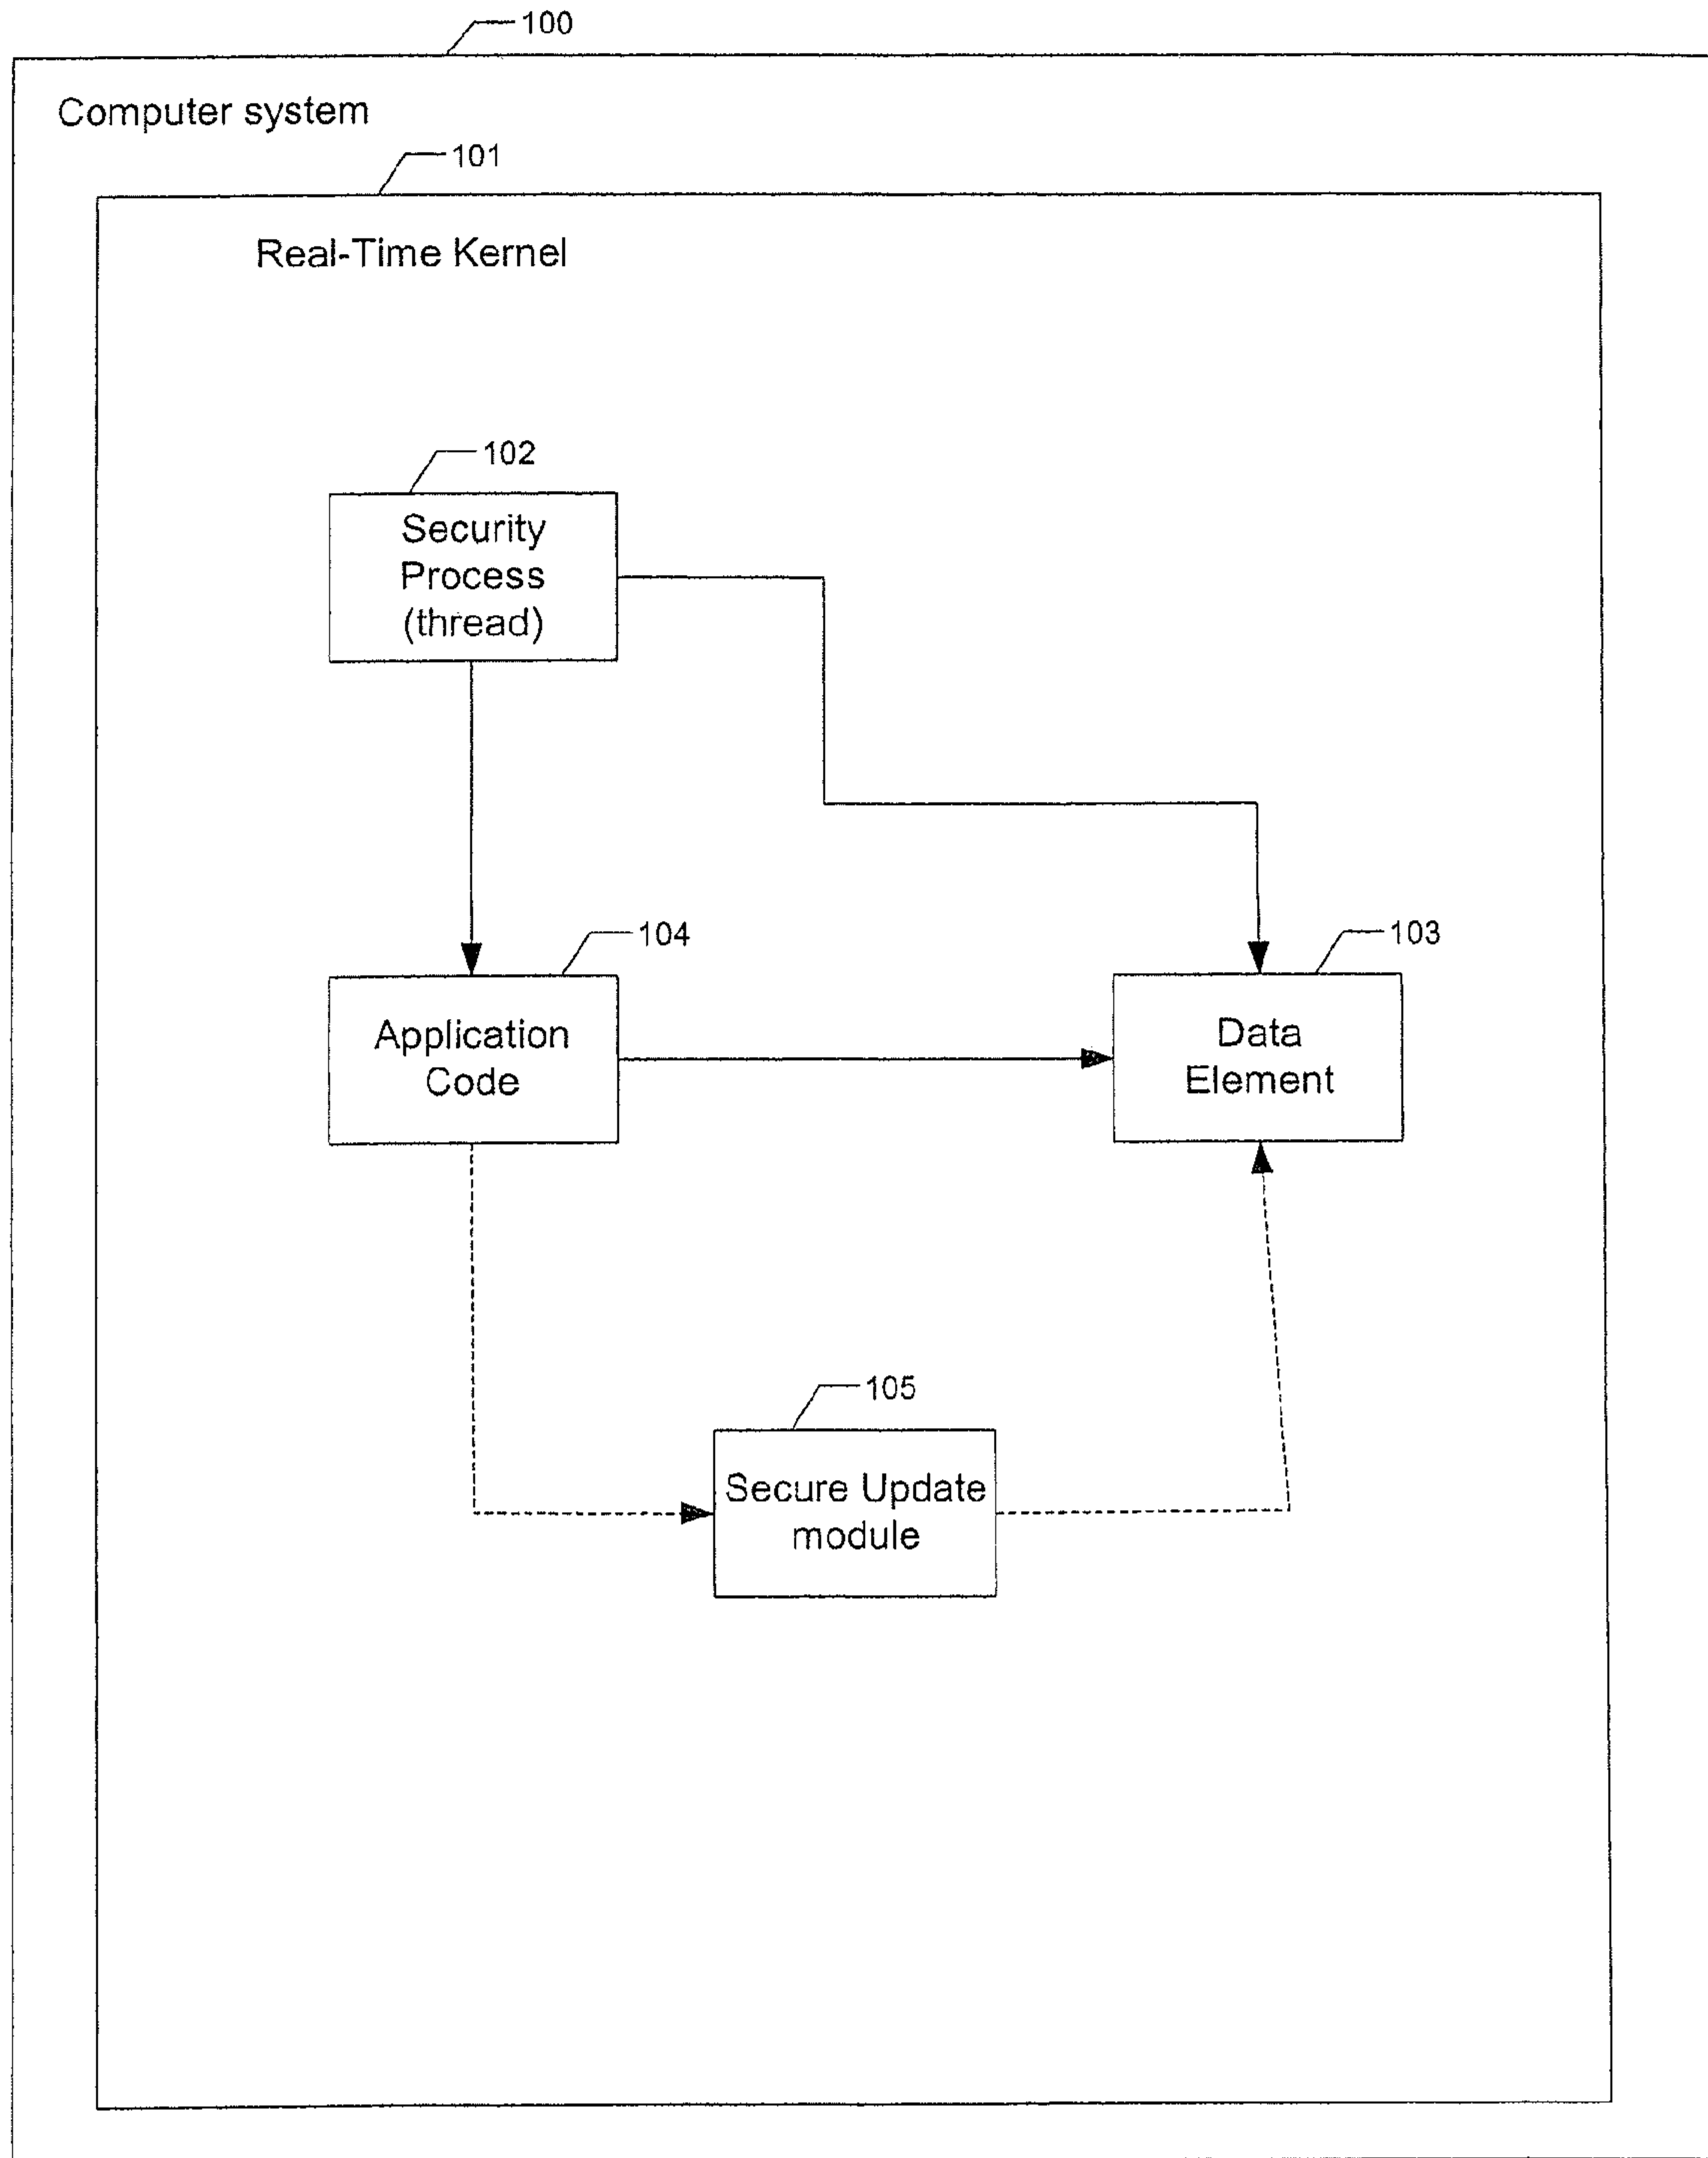 100
Computer system
101
Real-Time Kernel
102
Security
Process
(thread)
104
103
Application
Code
Data
Element
105
Secure Update
module